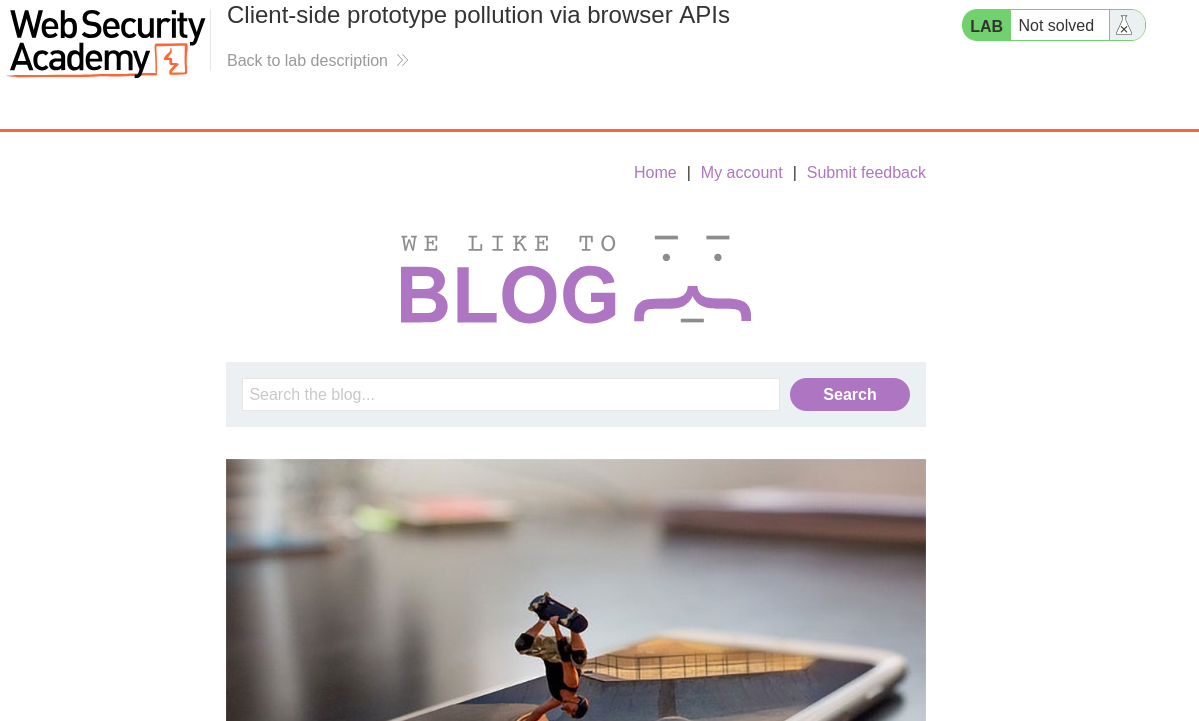 Web Security
Academy
Client-side prototype pollution via browser APIs
Back to lab description
LAB Not solved
Home | My account | Submit feedback
WE LIKE TO
BLOG
Search the blog...
Search